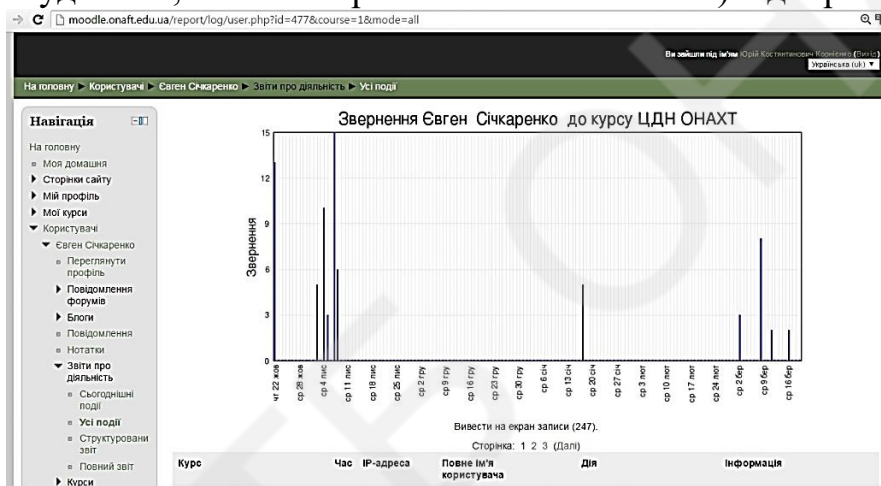 moodle.onaft.edu.ua/report/log/user.php?id=477&course=1&mode=all
Ви зайшли під ім'ям Юрій Костянтинович Корнієнко (Вихід)
Українська (uk)
На головну ► Користувачі ► Євген Січкаренко ► Звіти про діяльність ► Усі події
Навігація
На головну
Моя домашня
Сторінки сайту
Мій профіль
Мої курси
Користувачі
Євген Січкаренко
Переглянути
профіль
Повідомлення
форумів
Блоги
Повідомлення
Нотатки
Звіти про
діяльність
Сьогоднішні
події
Усі події
Структуровани
звіт
Повний звіт
Курси
Звернення Євген Січкаренко до курсу ЦДН ОНАХТ
Звернення
15
12
9
6
3
0
чт 22 жов
ср 28 жов
ср 4 лис
ср 11 лис
ср 18 лис
ср 25 лис
ср 2 гру
ср 9 гру
ср 16 гру
ср 23 гру
ср 30 гру
ср 6 січ
ср 13 січ
ср 20 січ
ср 27 січ
ср 3 лют
ср 10 лют
ср 17 лют
ср 24 лют
ср 2 бер
ср 9 бер
ср 16 бер
Вивести на екран записи (247).
Сторінка: 1 2 3 (Далі)
Курс Час IP-адреса Повне ім'я користувача Дія Інформація